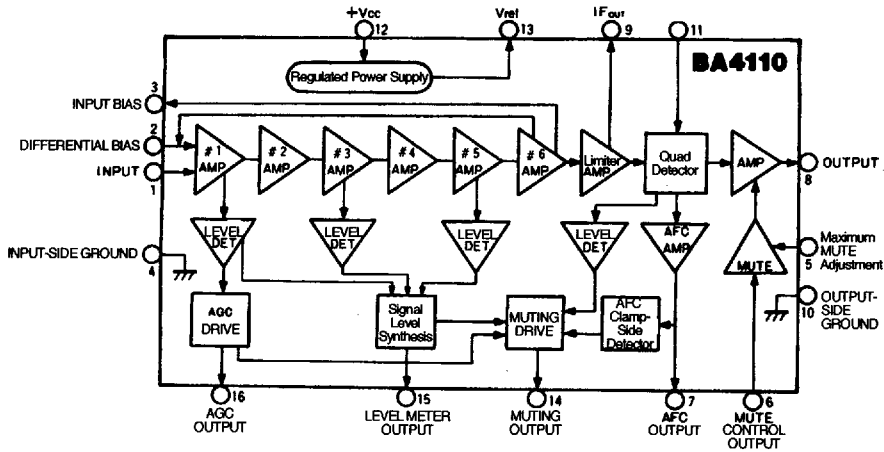 +Vcc
12
Vref
13
IFOUT
9
11
BA4110
Regulated Power Supply
3
INPUT BIAS
2
DIFFERENTIAL BIAS
INPUT
1
#1
AMP
#2
AMP
#3
AMP
#4
AMP
#5
AMP
#6
AMP
Limiter
AMP
Quad
Detector
AMP
OUTPUT
8
LEVEL
DET
LEVEL
DET
LEVEL
DET
LEVEL
DET
AFC
AMP
MUTE
INPUT-SIDE GROUND
4
Maximum
MUTE
Adjustment
5
OUTPUT-
SIDE
GROUND
10
AGC
DRIVE
Signal
Level
Synthesis
MUTING
DRIVE
AFC
Clamp-
Side
Detector
16
AGC
OUTPUT
15
LEVEL METER
OUTPUT
14
MUTING
OUTPUT
7
AFC
OUTPUT
6
MUTE
CONTROL
OUTPUT